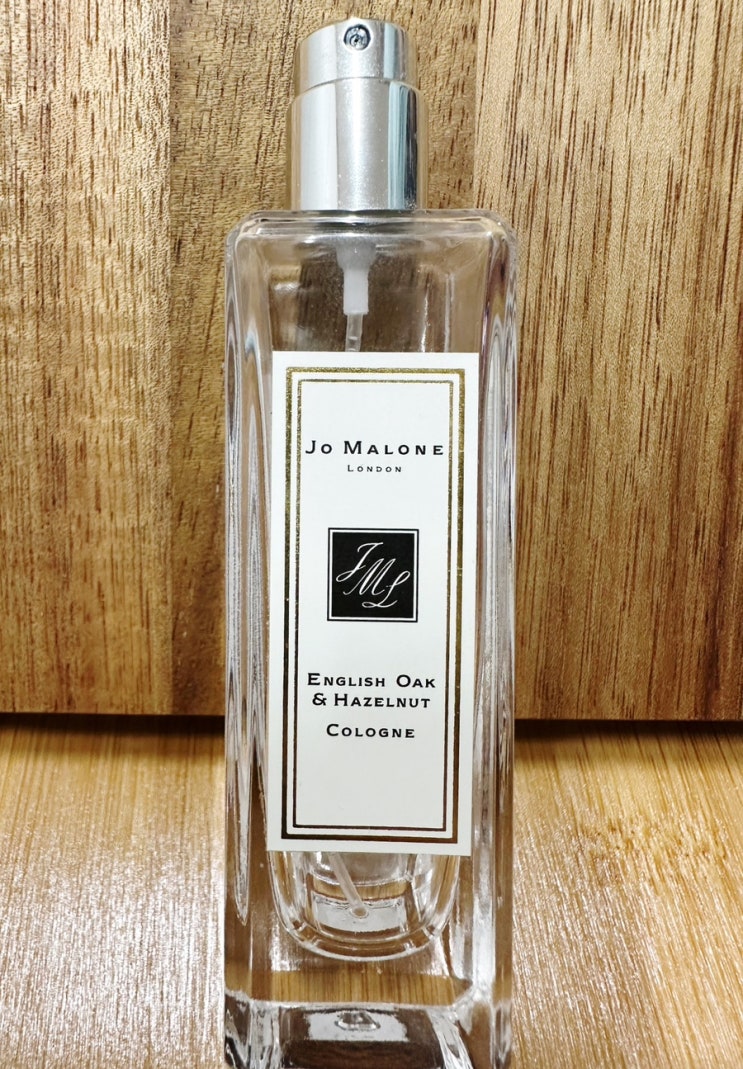 Jo Malone
London
JML
English Oak
& Hazelnut
Cologne